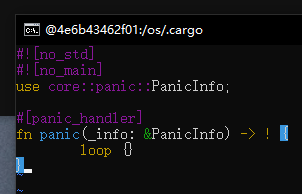 @4e6b43462f01:/os/.cargo
#![no_std]
#![no_main]
use core::panic::PanicInfo;
#[panic_handler]
fn panic(_info: &PanicInfo) -> ! {
        loop {}
}
~
~